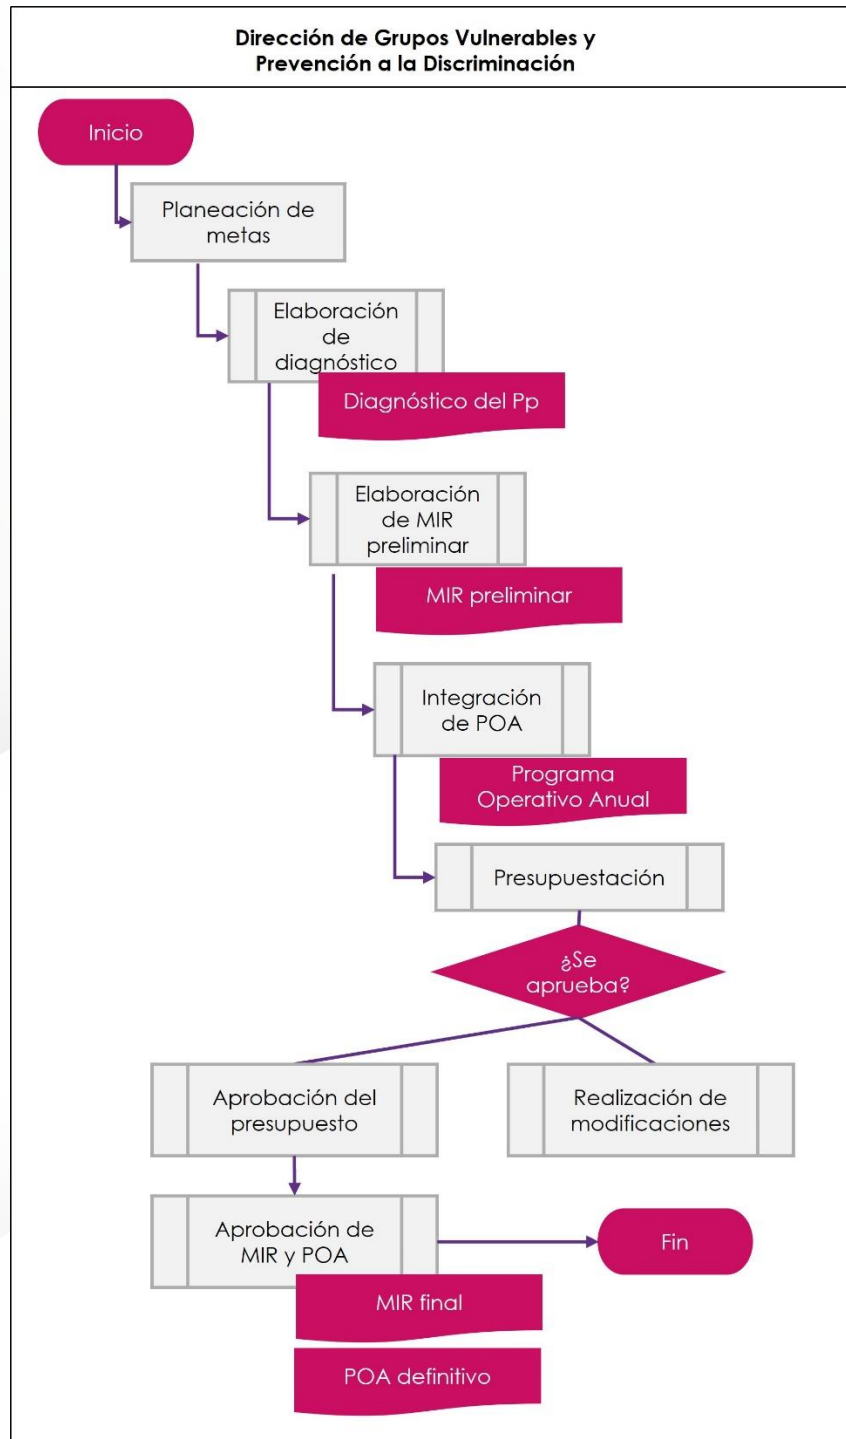 Dirección de Grupos Vulnerables y
Prevención a la Discriminación
Inicio
Planeación de
metas
Elaboración
de
diagnóstico
Diagnóstico del Pp
Elaboración
de MIR
preliminar
MIR preliminar
Integración
de POA
Programa
Operativo Anual
Presupuestación
¿Se
aprueba?
Aprobación del
presupuesto
Realización de
modificaciones
Aprobación de
MIR y POA
Fin
MIR final
POA definitivo